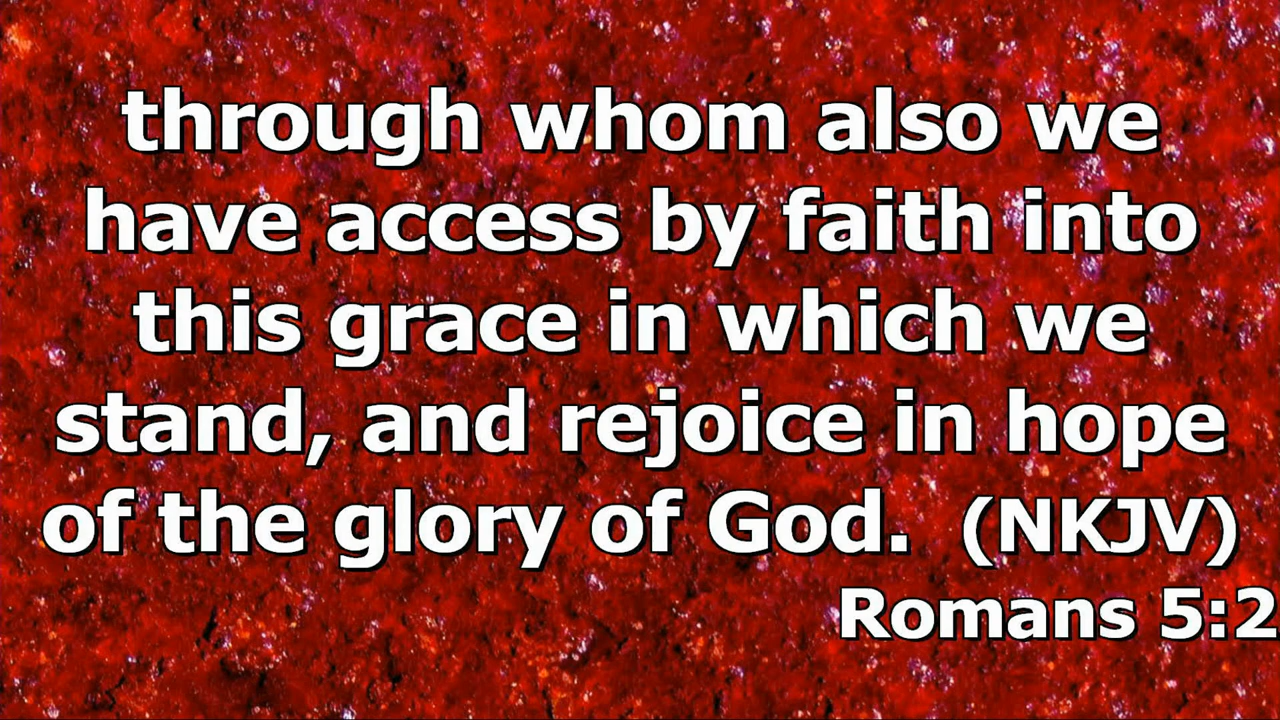 through whom also we
have access by faith into
this grace in which we
stand, and rejoice in hope
of the glory of God.  (NKJV)
Romans 5:2